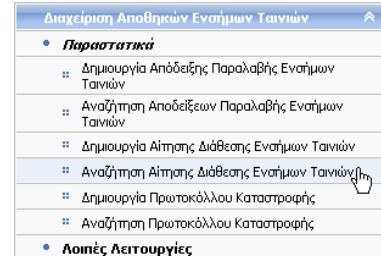 Διαχείριση Αποθηκών Ενσήμων Ταινιών
Παραστατικά
Δημιουργία Απόδειξης Παραλαβής Ενσήμων
Ταινιών
Αναζήτηση Αποδείξεων Παραλαβής Ενσήμων
Ταινιών
Δημιουργία Αίτησης Διάθεσης Ενσήμων Ταινιών
Αναζήτηση Αίτησης Διάθεσης Ενσήμων Ταινιών
Δημιουργία Πρωτοκόλλου Καταστροφής
Αναζήτηση Πρωτοκόλλου Καταστροφής
Λοιπές Λειτουργίες